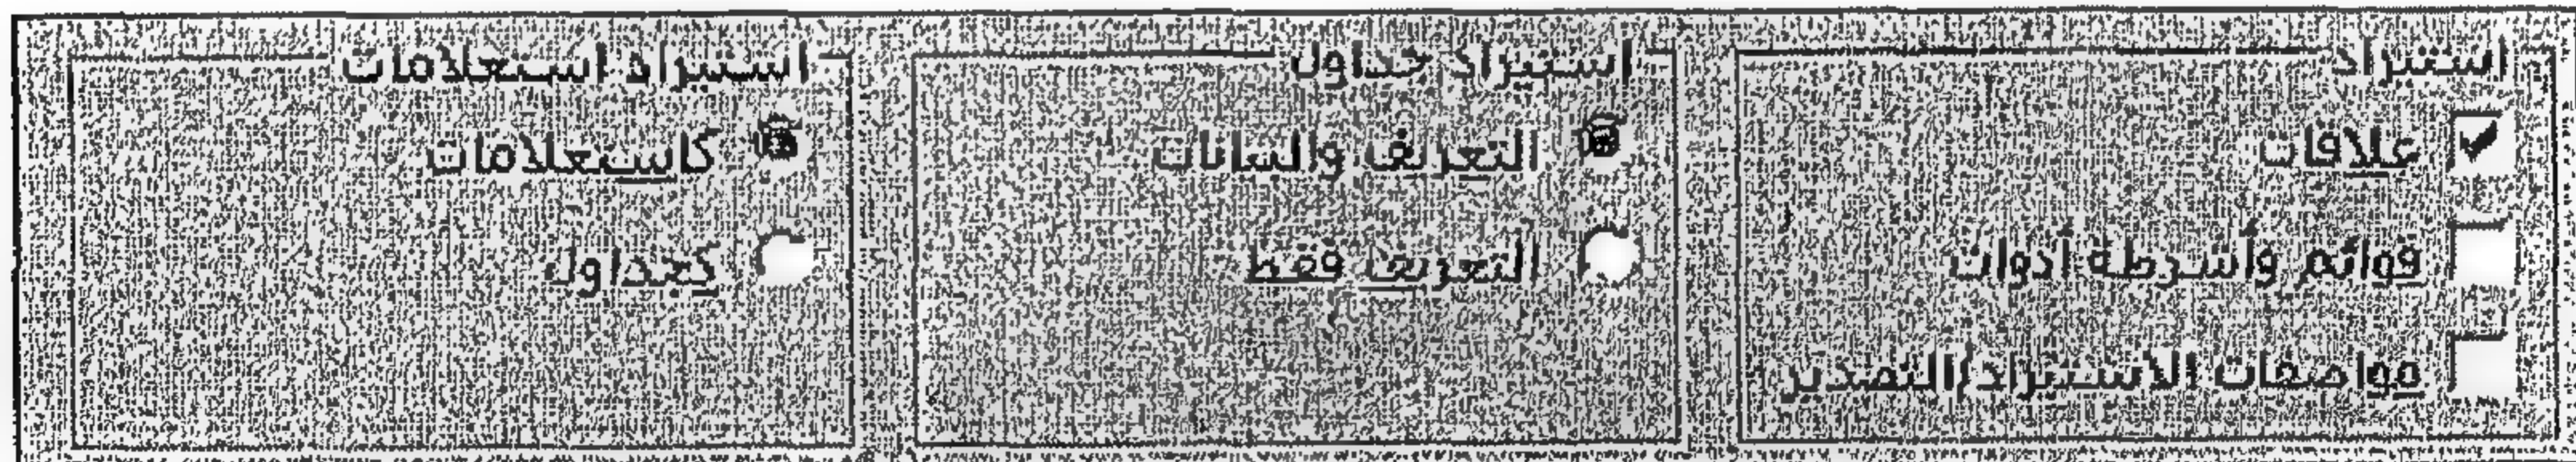 استيراد
علاقات
قوائم وأشرطة أدوات
مواصفات الاستيراد/التصدير
استيراد جداول
التعريف والبيانات
التعريف فقط
استيراد استعلامات
كاستعلامات
كجداول